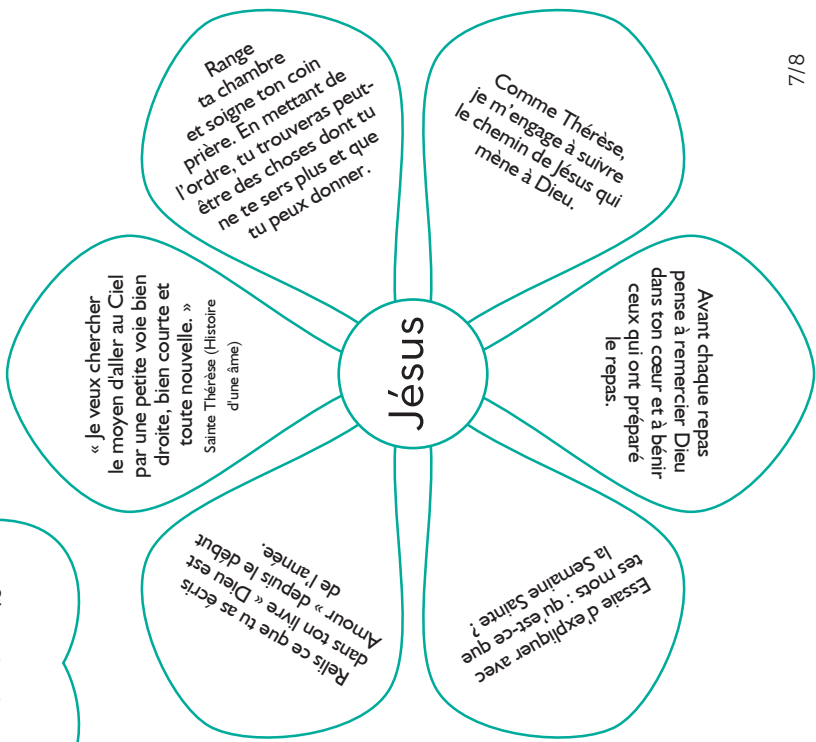 Range
ta chambre
et soigne ton coin
prière. En mettant de
l'ordre, tu trouveras peut-
être des choses dont tu
ne te sers plus et que
tu peux donner.
Comme Thérèse,
je m'engage à suivre
le chemin de Jésus qui
mène à Dieu.
Avant chaque repas
pense à remercier Dieu
dans ton cœur et à bénir
ceux qui ont préparé
le repas.
Essaie d'expliquer avec
tes mots : qu'est-ce que
la Semaine Sainte ?
Relis ce que tu as écris
dans ton livre « Dieu est
Amour » depuis le début
de l'année.
« Je veux chercher
le moyen d'aller au Ciel
par une petite voie bien
droite, bien courte et
toute nouvelle. »
Sainte Thérèse (Histoire
d'une âme)
Jésus
7/8